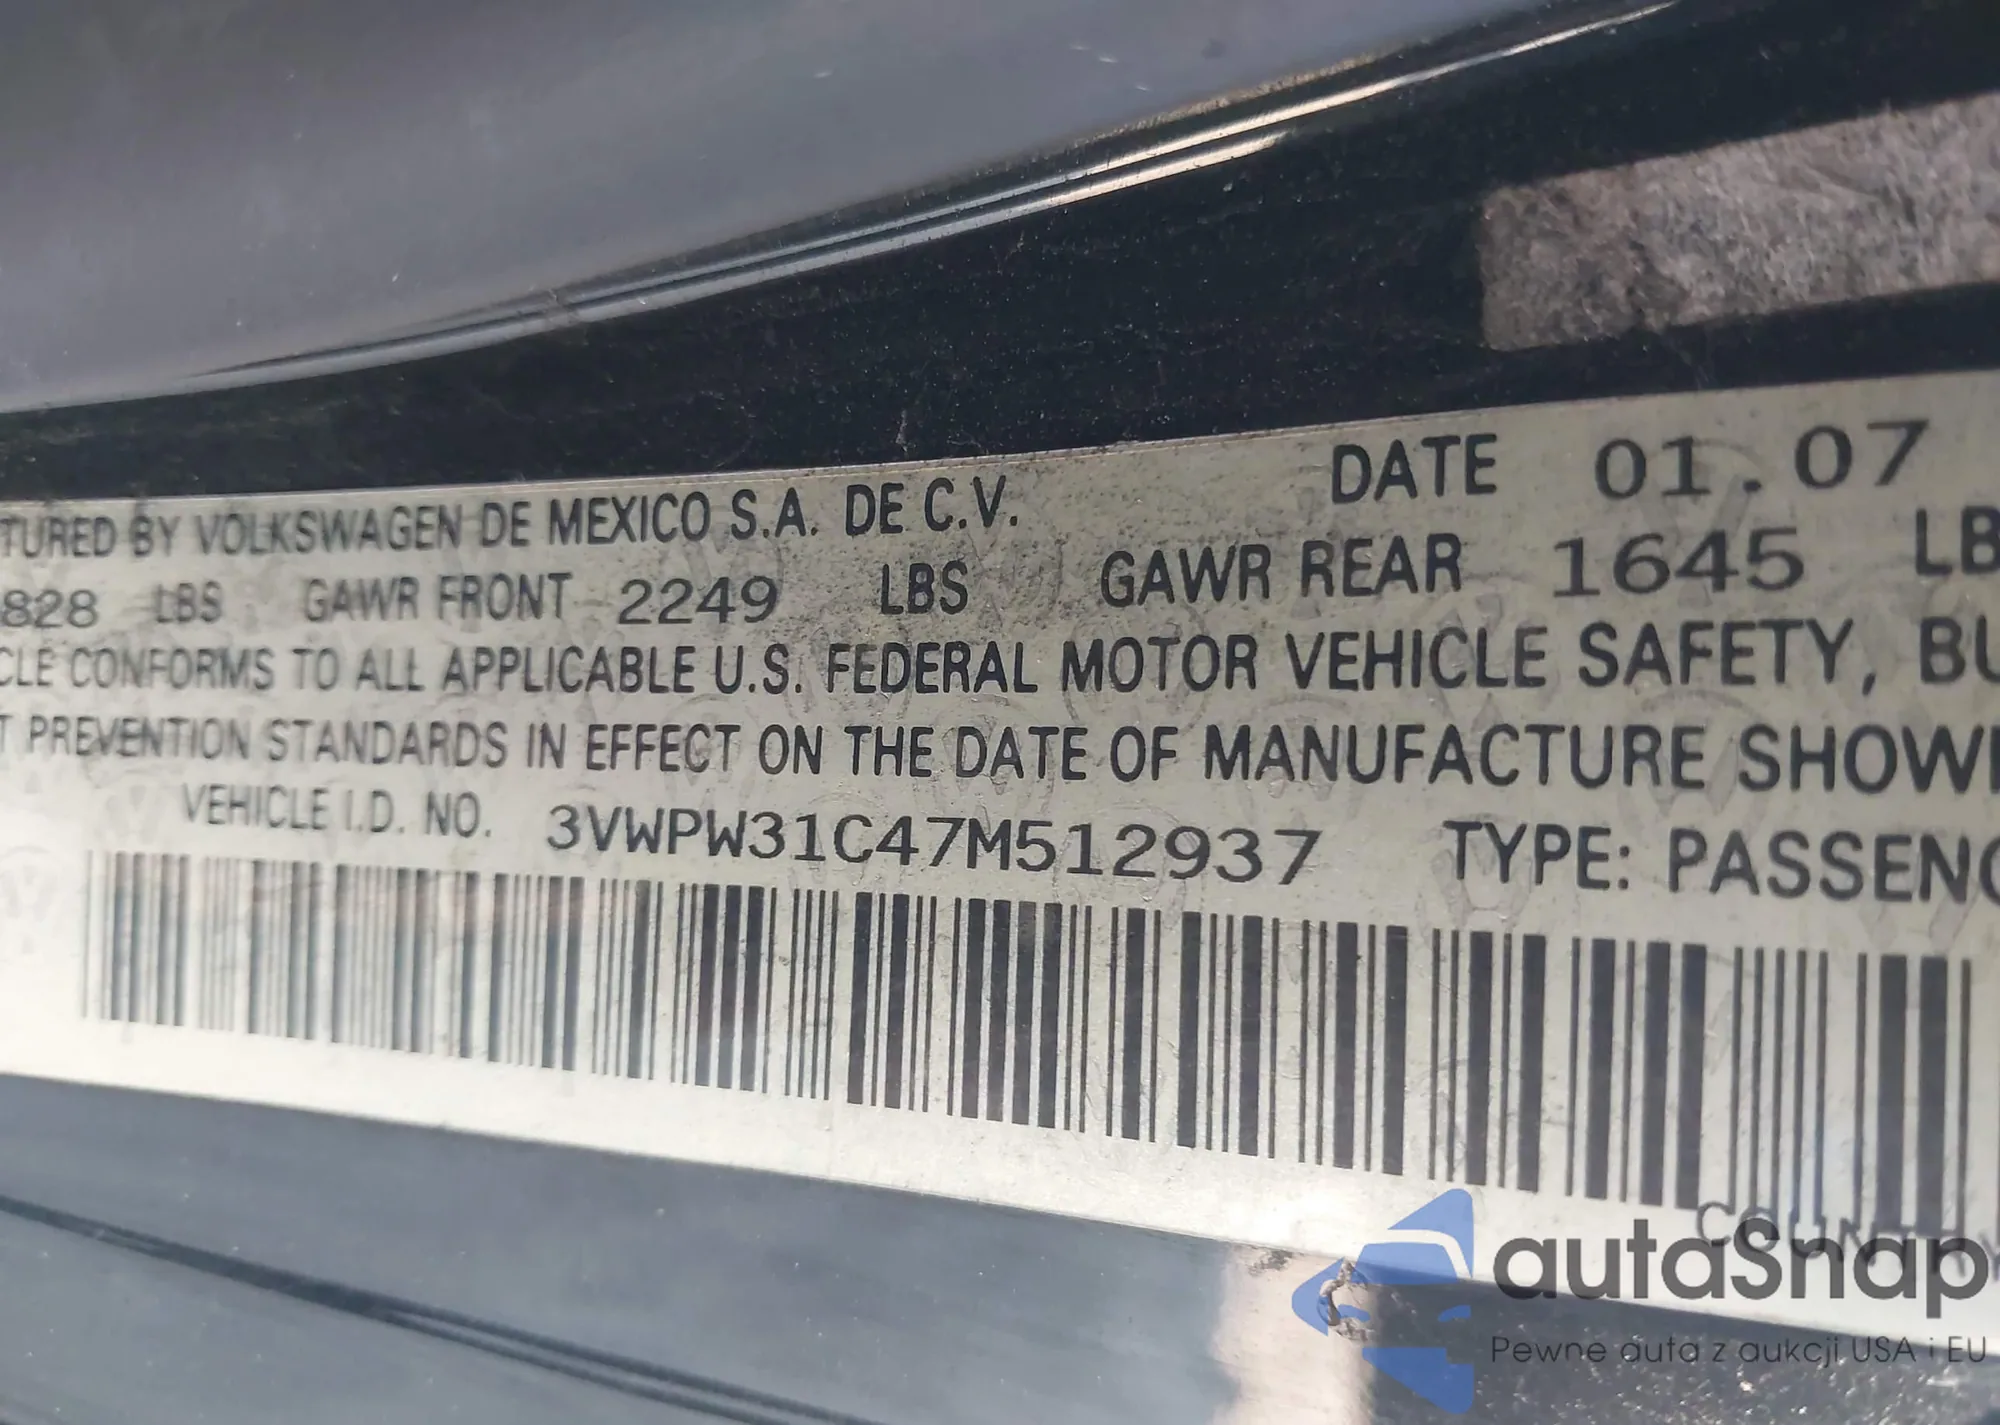 TURED BY VOLKSWAGEN DE MEXICO S.A. DE C.V. DATE 01.07
828 LBS GAWR FRONT 2249 LBS GAWR REAR 1645 LB
CLE CONFORMS TO ALL APPLICABLE U.S. FEDERAL MOTOR VEHICLE SAFETY, BU
T PREVENTION STANDARDS IN EFFECT ON THE DATE OF MANUFACTURE SHOW
VEHICLE I.D. NO. 3VWPW31C47M512937 TYPE: PASSENG
COUNTRY
autoSnap
Pewne auta z aukcji USA i EU